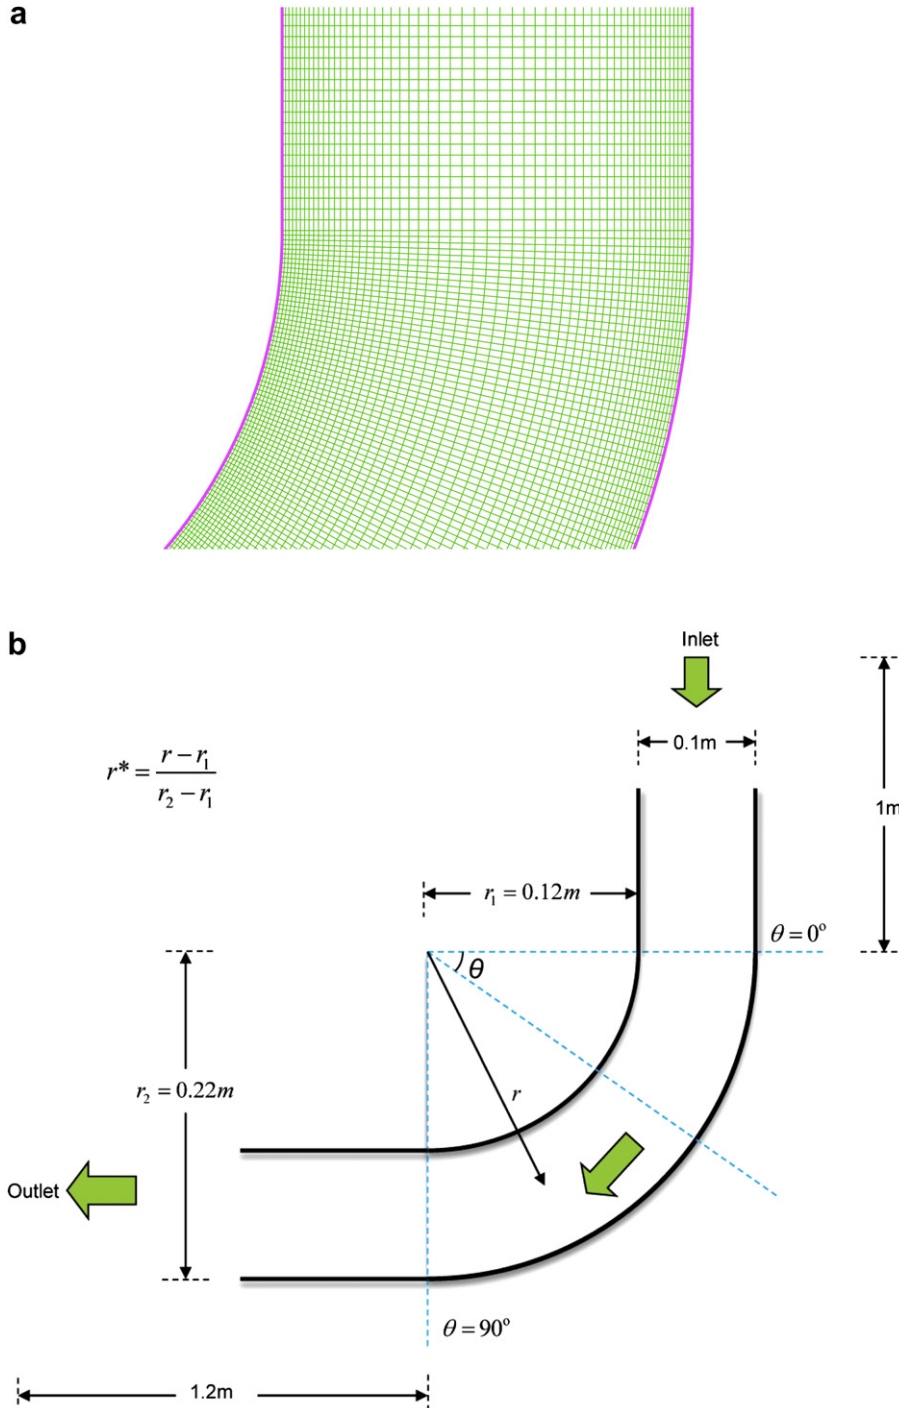 a
b
Inlet
0.1m
1m
r* = (r − r₁) / (r₂ − r₁)
r₁ = 0.12m
θ = 0°
θ
r₂ = 0.22m
r
Outlet
θ = 90°
1.2m